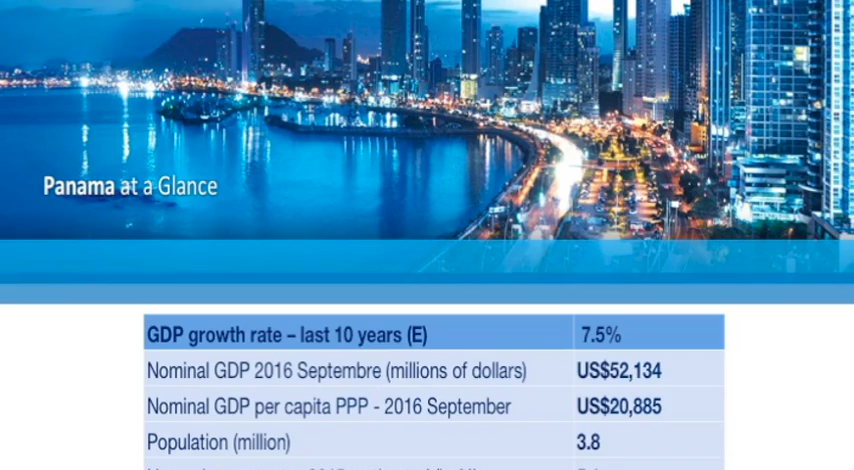 Panama at a Glance
GDP growth rate – last 10 years (E) 7.5%
Nominal GDP 2016 Septembre (millions of dollars) US$52,134
Nominal GDP per capita PPP - 2016 September US$20,885
Population (million) 3.8